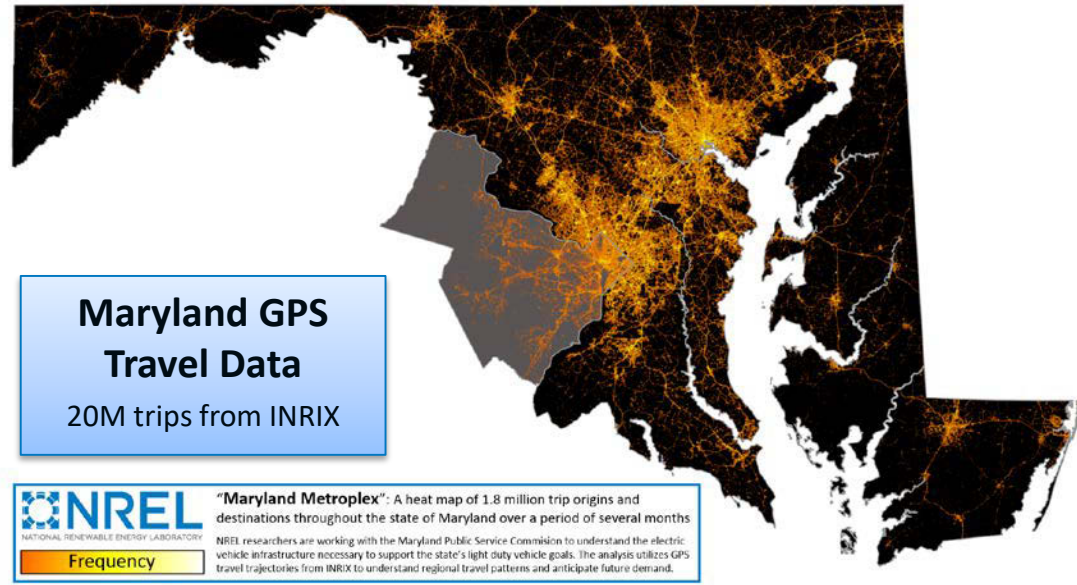 Maryland GPS
Travel Data
20M trips from INRIX
NREL
NATIONAL RENEWABLE ENERGY LABORATORY
Frequency
"Maryland Metroplex": A heat map of 1.8 million trip origins and
destinations throughout the state of Maryland over a period of several months
NREL researchers are working with the Maryland Public Service Commision to understand the electric
vehicle infrastructure necessary to support the state's light duty vehicle goals. The analysis utilizes GPS
travel trajectories from INRIX to understand regional travel patterns and anticipate future demand.